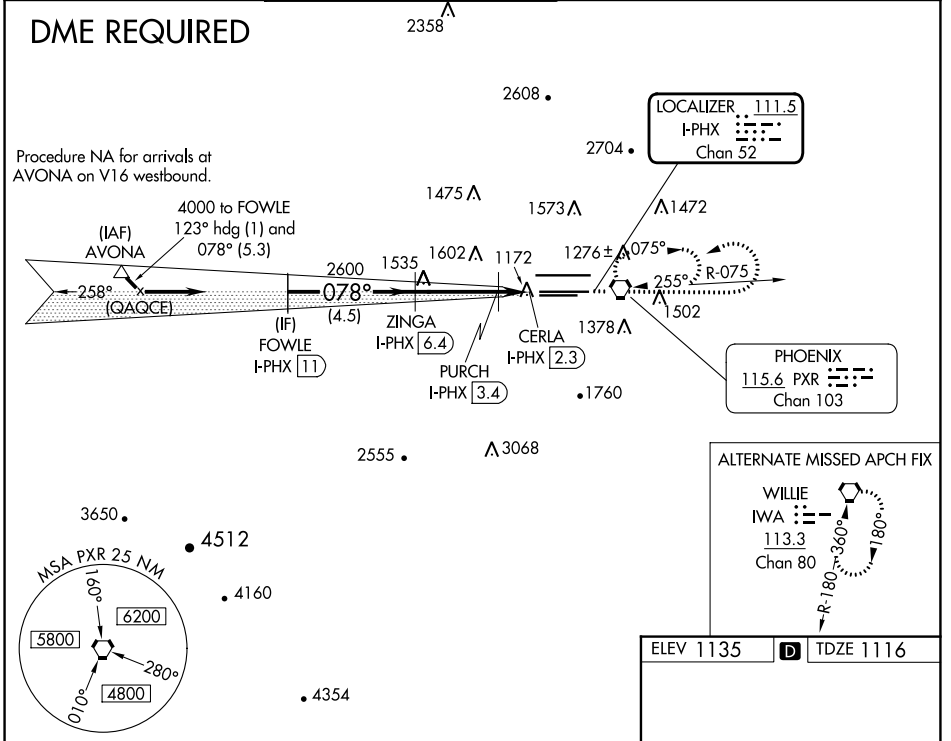 DME REQUIRED
2358
2608
LOCALIZER 111.5
I-PHX
Chan 52
2704
Procedure NA for arrivals at
AVONA on V16 westbound.
1475
1573
1472
4000 to FOWLE
123° hdg (1) and
078° (5.3)
(IAF)
AVONA
1602
1172
1276±
075°
2600
1535
258°
078°
255°
R-075
(QAQCE)
(4.5)
1502
(IF)
FOWLE
I-PHX 11
ZINGA
I-PHX 6.4
CERLA
I-PHX 2.3
1378
PURCH
I-PHX 3.4
PHOENIX
115.6 PXR
Chan 103
1760
2555
3068
ALTERNATE MISSED APCH FIX
WILLIE
IWA
113.3
Chan 80
360°
180°
R-180
3650
4512
4160
MSA PXR 25 NM
160°
6200
5800
280°
4800
010°
4354
ELEV 1135
D
TDZE 1116